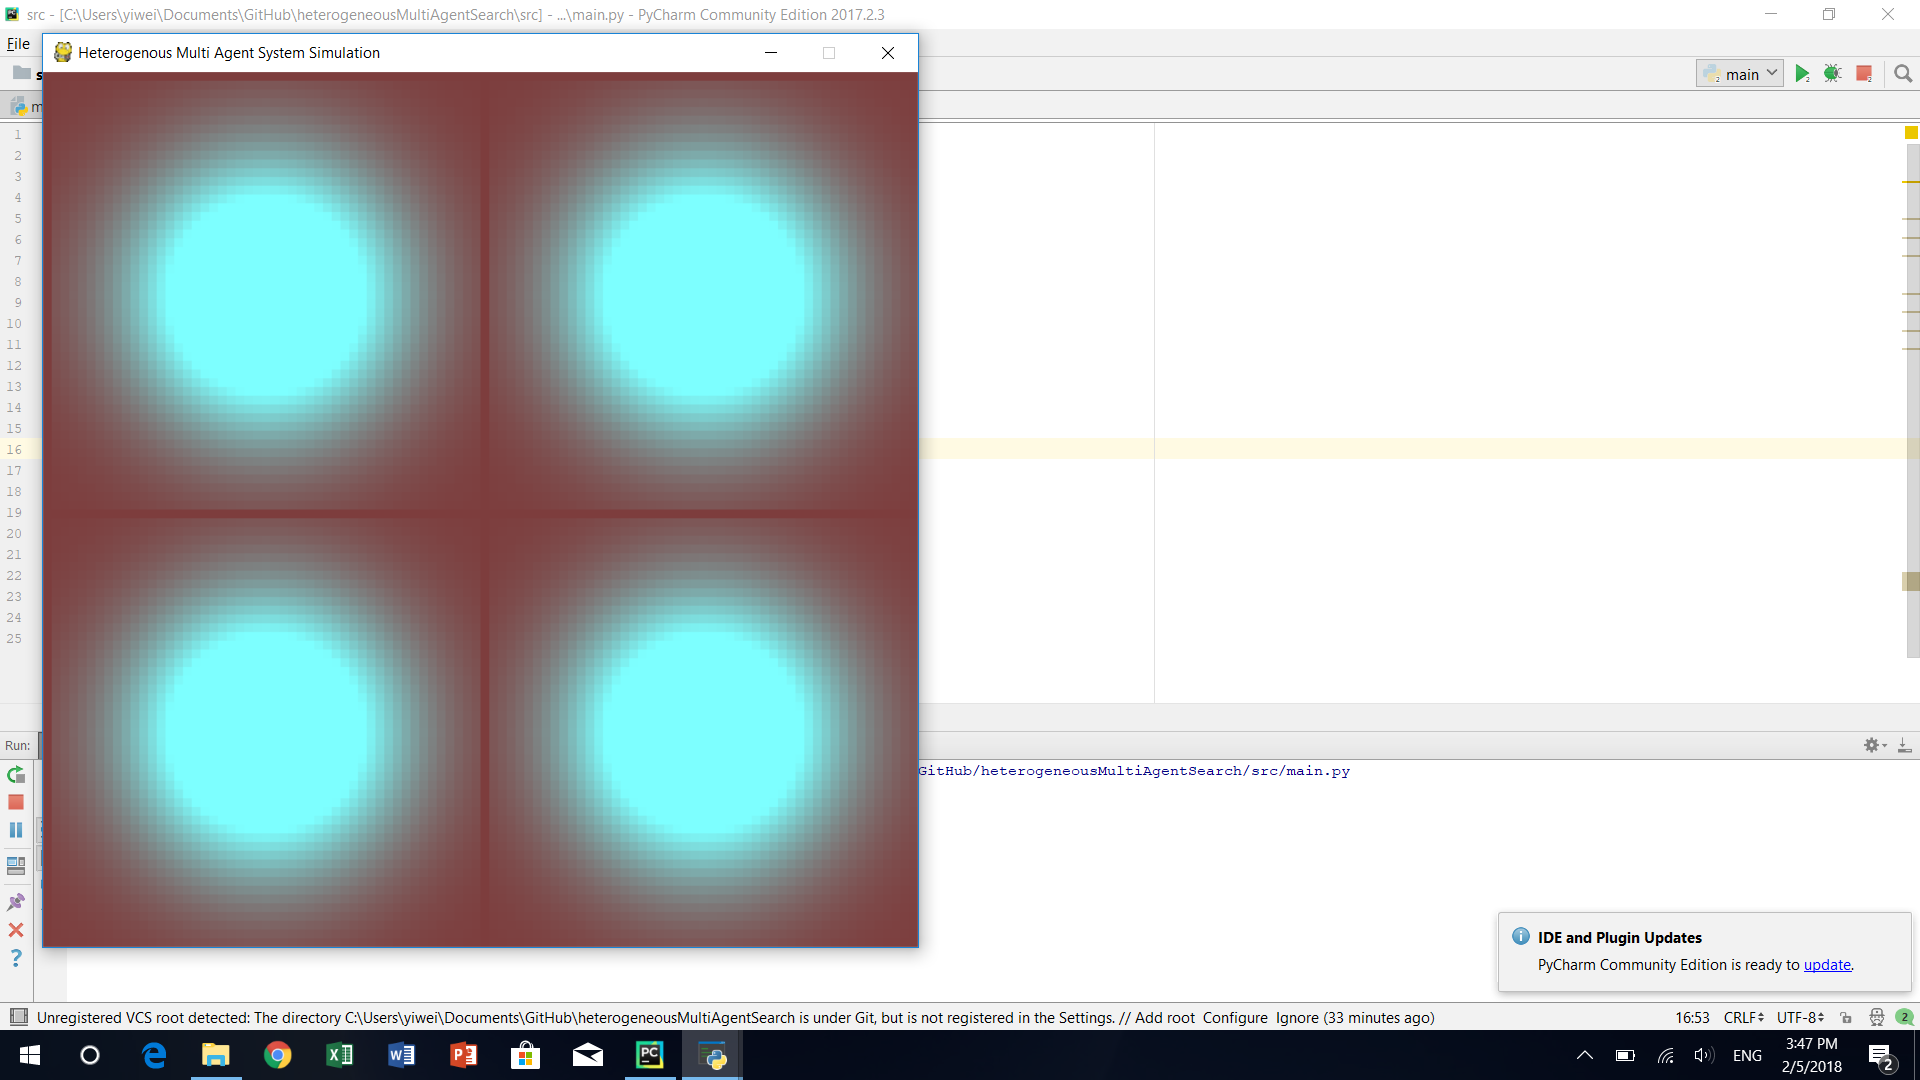 src - [C:\Users\yiwei\Documents\GitHub\heterogeneousMultiAgentSearch\src] - ...\main.py - PyCharm Community Edition 2017.2.3
File
Heterogenous Multi Agent System Simulation
s
main
m
1
2
3
4
5
6
7
8
9
10
11
12
13
14
15
16
17
18
19
20
21
22
23
24
25
Run:
GitHub/heterogeneousMultiAgentSearch/src/main.py
IDE and Plugin Updates
PyCharm Community Edition is ready to update.
Unregistered VCS root detected: The directory C:\Users\yiwei\Documents\GitHub\heterogeneousMultiAgentSearch is under Git, but is not registered in the Settings. // Add root Configure Ignore (33 minutes ago)
16:53 CRLF UTF-8 2
ENG
3:47 PM
2/5/2018
2